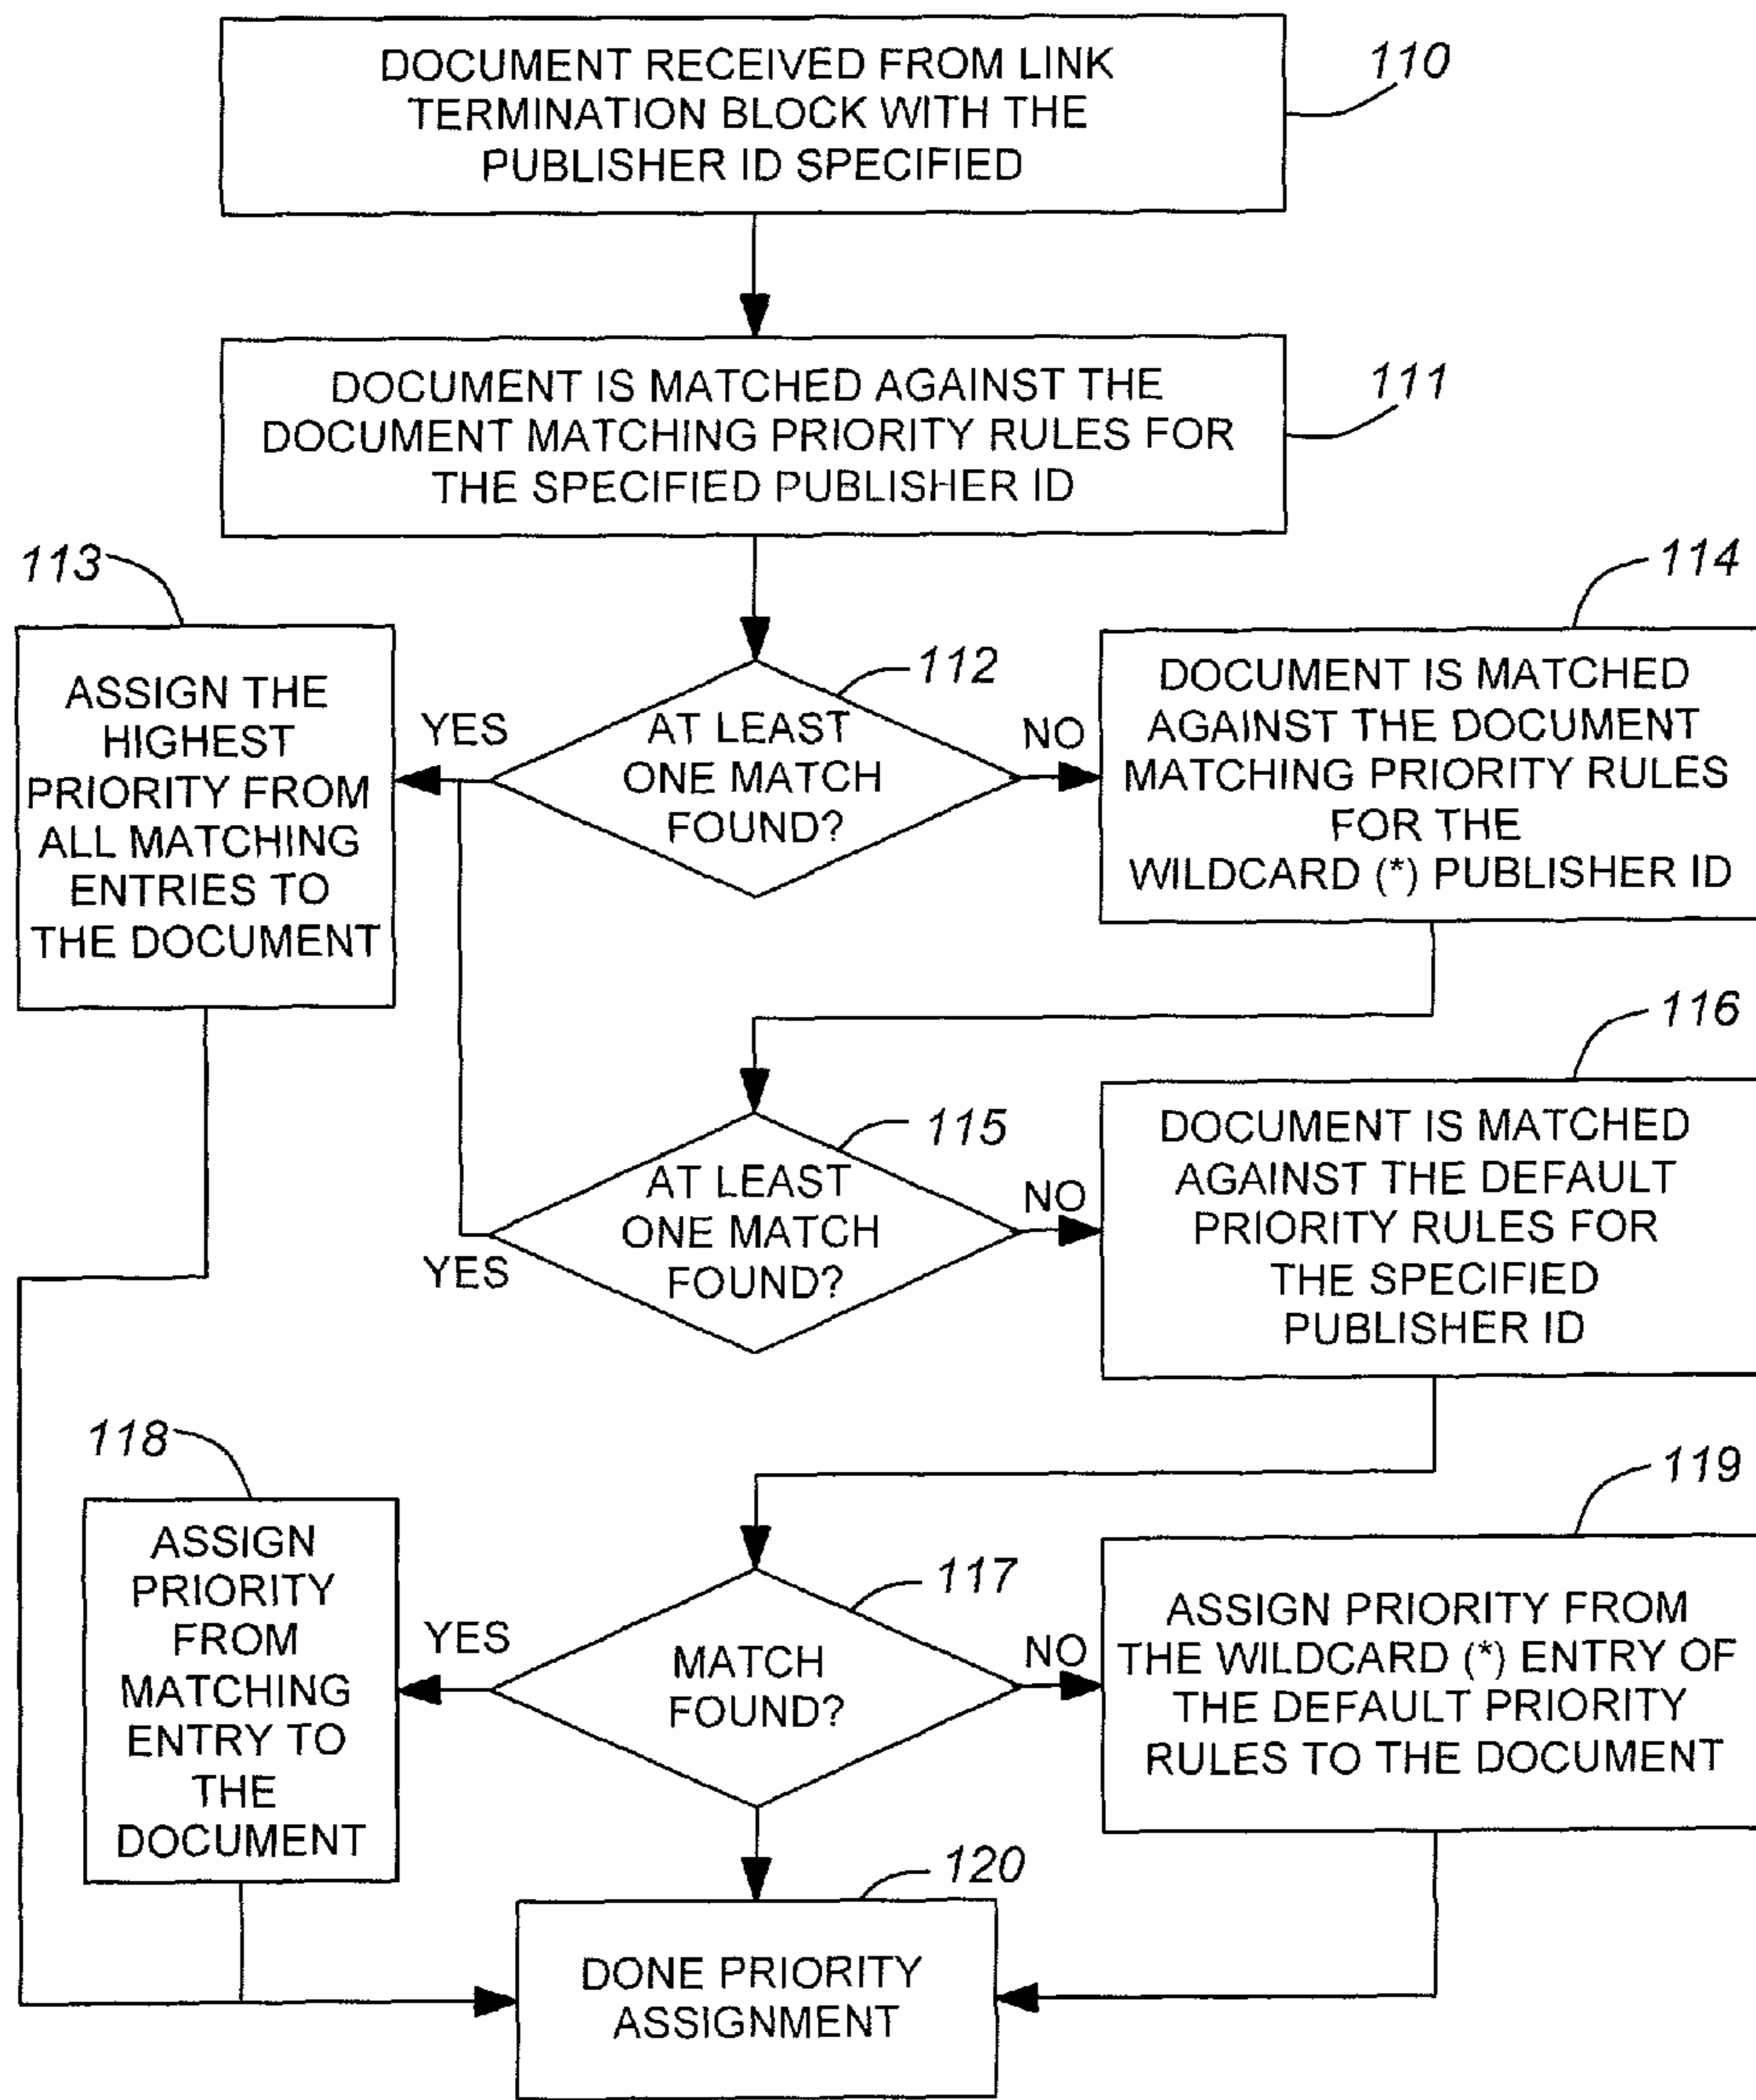 DOCUMENT RECEIVED FROM LINK
TERMINATION BLOCK WITH THE
PUBLISHER ID SPECIFIED
110
DOCUMENT IS MATCHED AGAINST THE
DOCUMENT MATCHING PRIORITY RULES FOR
THE SPECIFIED PUBLISHER ID
111
113
ASSIGN THE
HIGHEST
PRIORITY FROM
ALL MATCHING
ENTRIES TO
THE DOCUMENT
YES
112
AT LEAST
ONE MATCH
FOUND?
NO
114
DOCUMENT IS MATCHED
AGAINST THE DOCUMENT
MATCHING PRIORITY RULES
FOR THE
WILDCARD (*) PUBLISHER ID
115
AT LEAST
ONE MATCH
FOUND?
YES
NO
116
DOCUMENT IS MATCHED
AGAINST THE DEFAULT
PRIORITY RULES FOR
THE SPECIFIED
PUBLISHER ID
118
ASSIGN
PRIORITY
FROM
MATCHING
ENTRY TO
THE
DOCUMENT
YES
117
MATCH
FOUND?
NO
119
ASSIGN PRIORITY FROM
THE WILDCARD (*) ENTRY OF
THE DEFAULT PRIORITY
RULES TO THE DOCUMENT
120
DONE PRIORITY
ASSIGNMENT